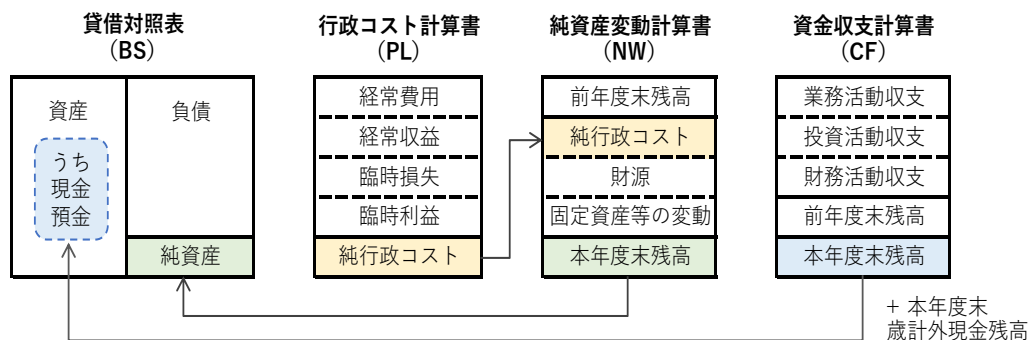 貸借対照表
（BS）
資産
うち
現金
預金
負債
純資産
行政コスト計算書
（PL）
経常費用
経常収益
臨時損失
臨時利益
純行政コスト
純資産変動計算書
（NW）
前年度末残高
純行政コスト
財源
固定資産等の変動
本年度末残高
資金収支計算書
（CF）
業務活動収支
投資活動収支
財務活動収支
前年度末残高
本年度末残高
+ 本年度末
歳計外現金残高